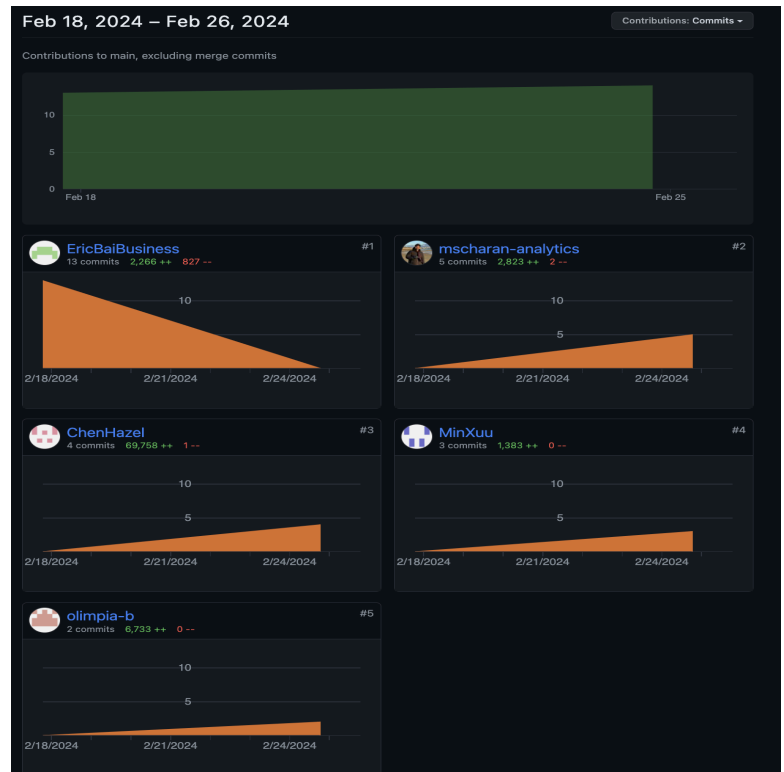 Feb 18, 2024 – Feb 26, 2024
Contributions: Commits
Contributions to main, excluding merge commits
10
5
0
Feb 18
Feb 25
EricBaiBusiness
#1
13 commits 2,266 ++ 827 --
10
2/18/2024 2/21/2024 2/24/2024
mscharan-analytics
#2
5 commits 2,823 ++ 2 --
10
5
2/18/2024 2/21/2024 2/24/2024
ChenHazel
#3
4 commits 69,758 ++ 1 --
10
5
2/18/2024 2/21/2024 2/24/2024
MinXuu
#4
3 commits 1,383 ++ 0 --
10
5
2/18/2024 2/21/2024 2/24/2024
olimpia-b
#5
2 commits 6,733 ++ 0 --
10
5
2/18/2024 2/21/2024 2/24/2024